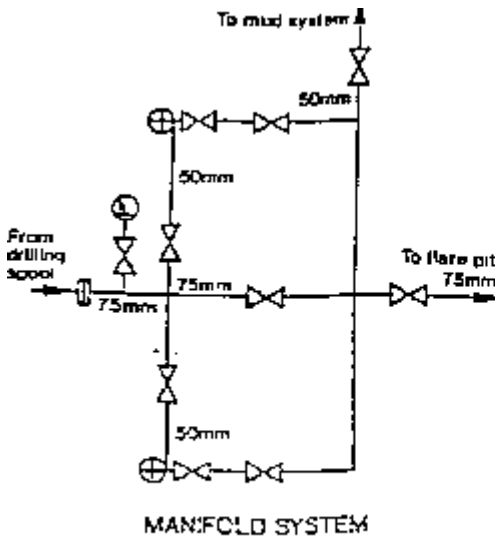 To mud system
50mm
50mm
From
drilling
spool
75mm
75mm
To flare pit
75mm
50mm
MANIFOLD SYSTEM